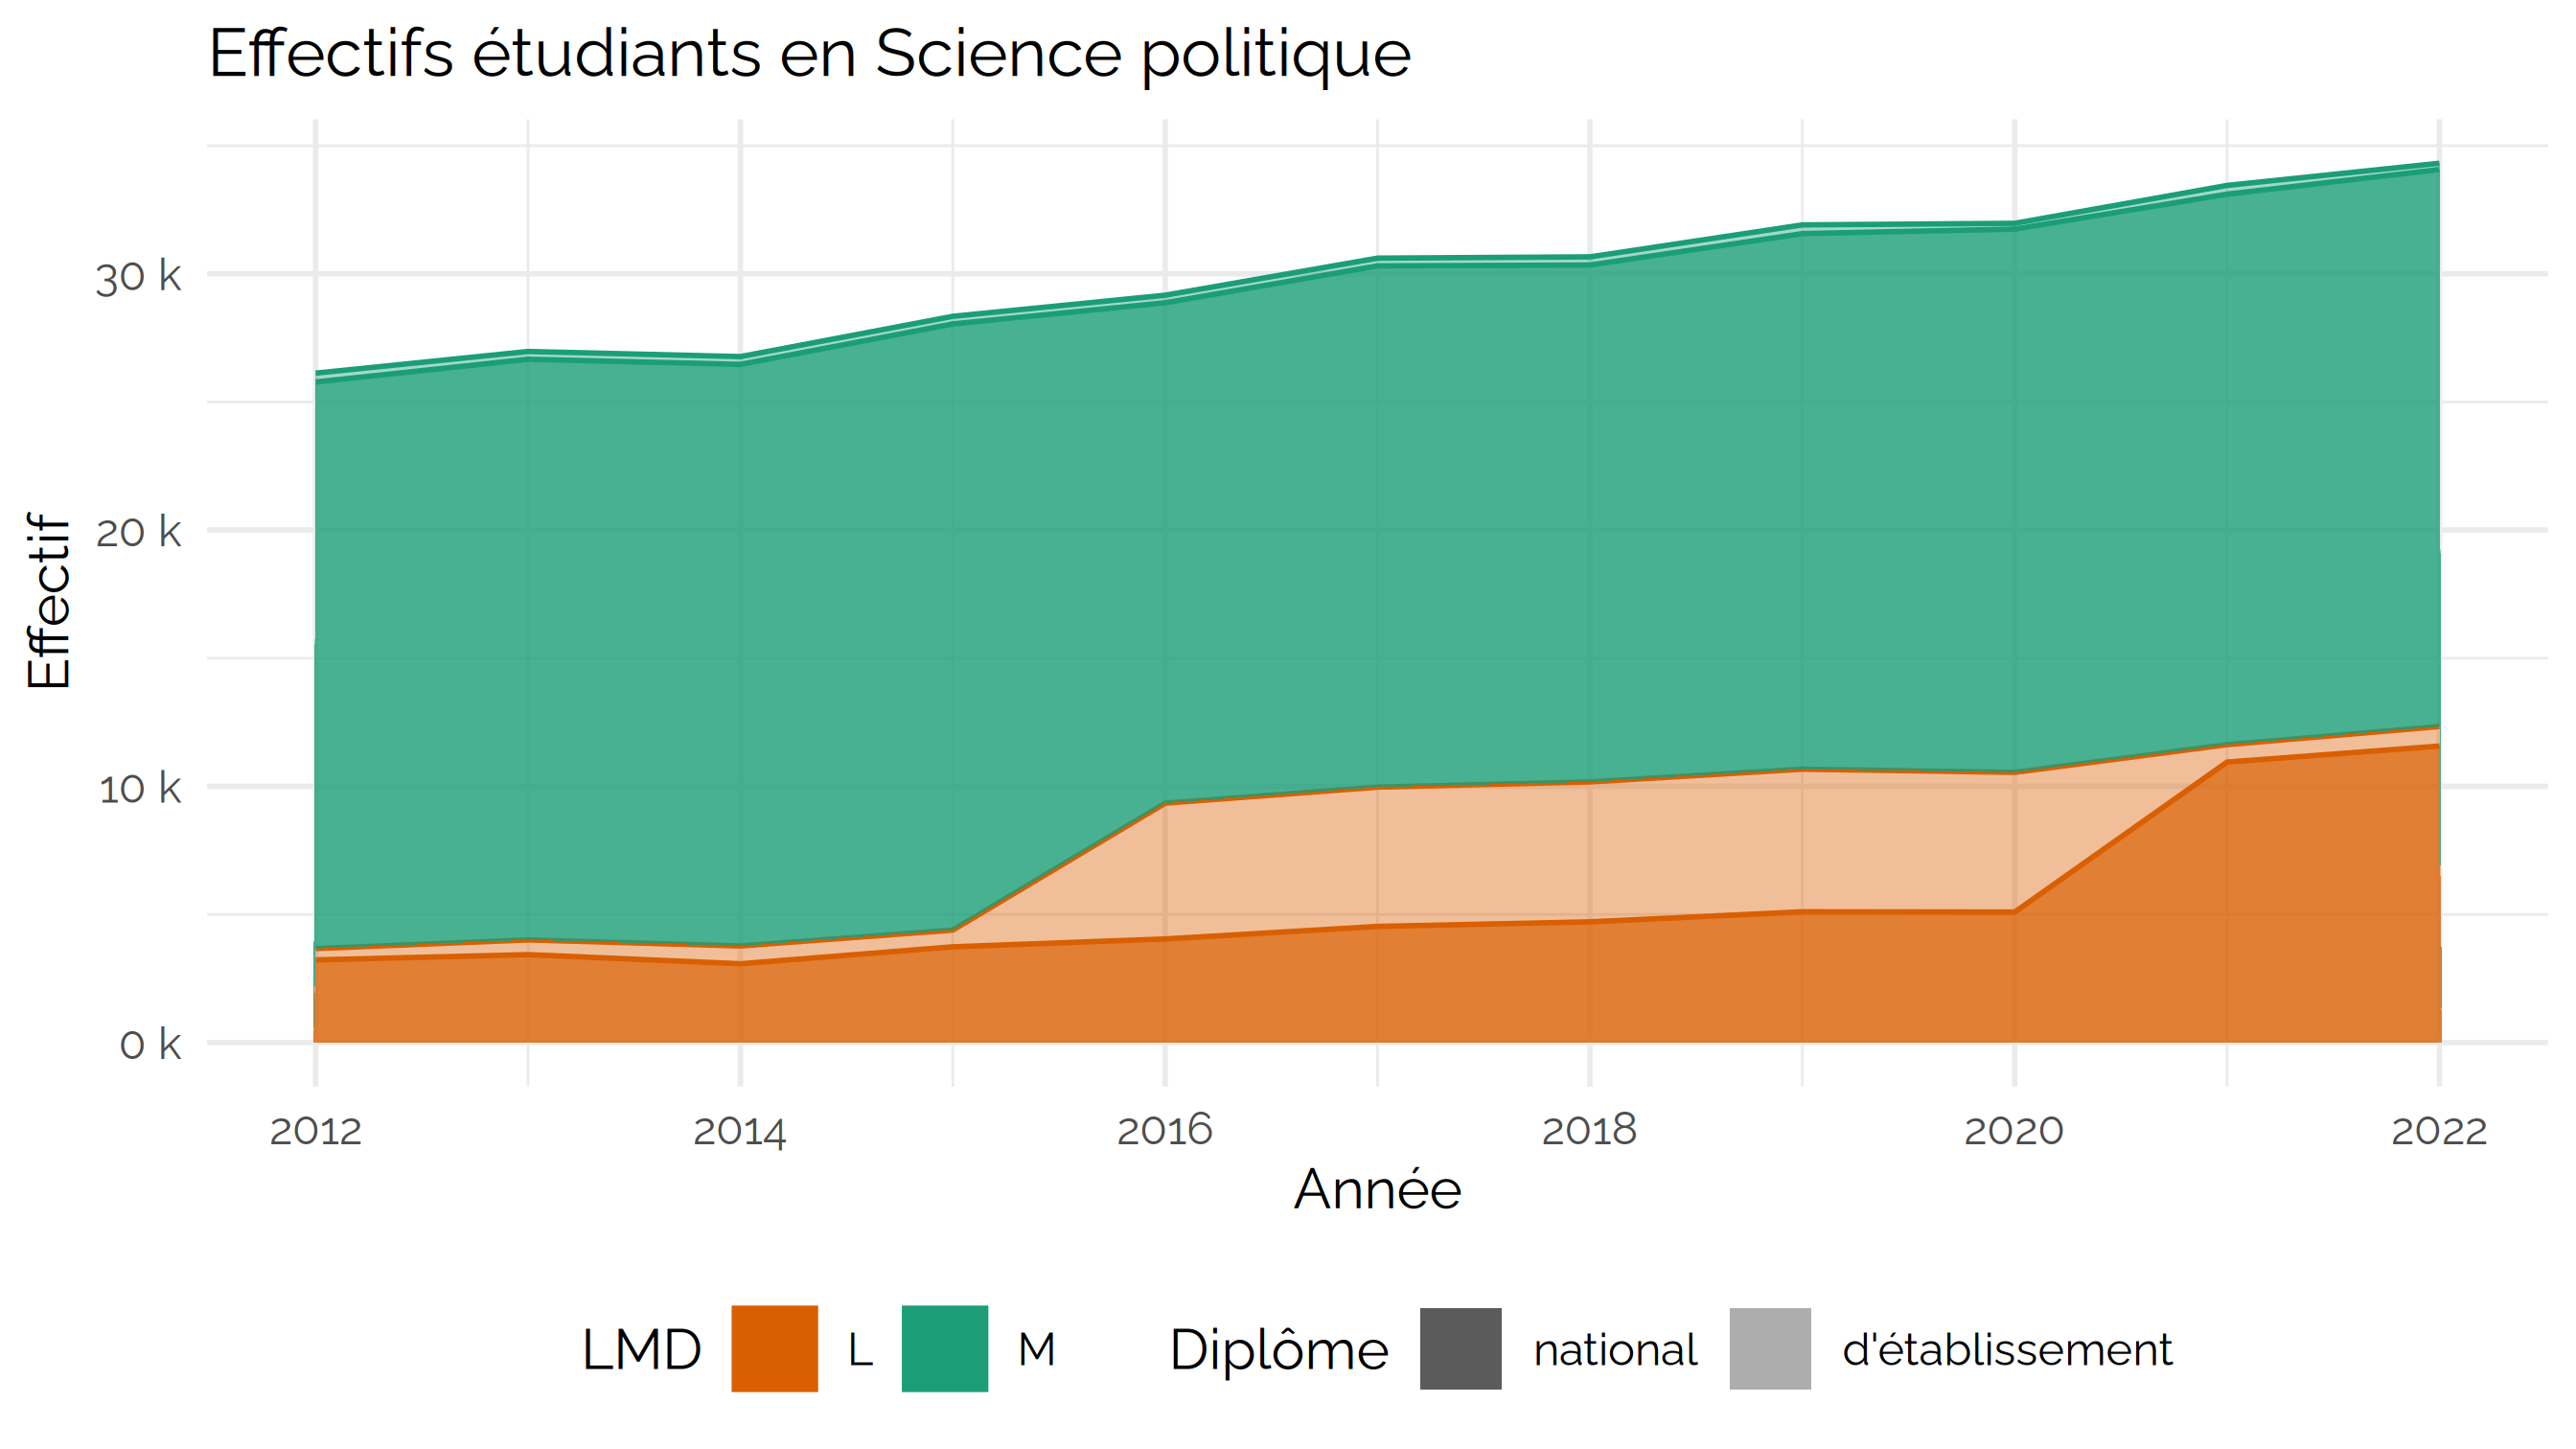 Effectifs étudiants en Science politique
Effectif
30 k
20 k
10 k
0 k
2012 2014 2016 2018 2020 2022
Année
LMD L M Diplôme national d'établissement